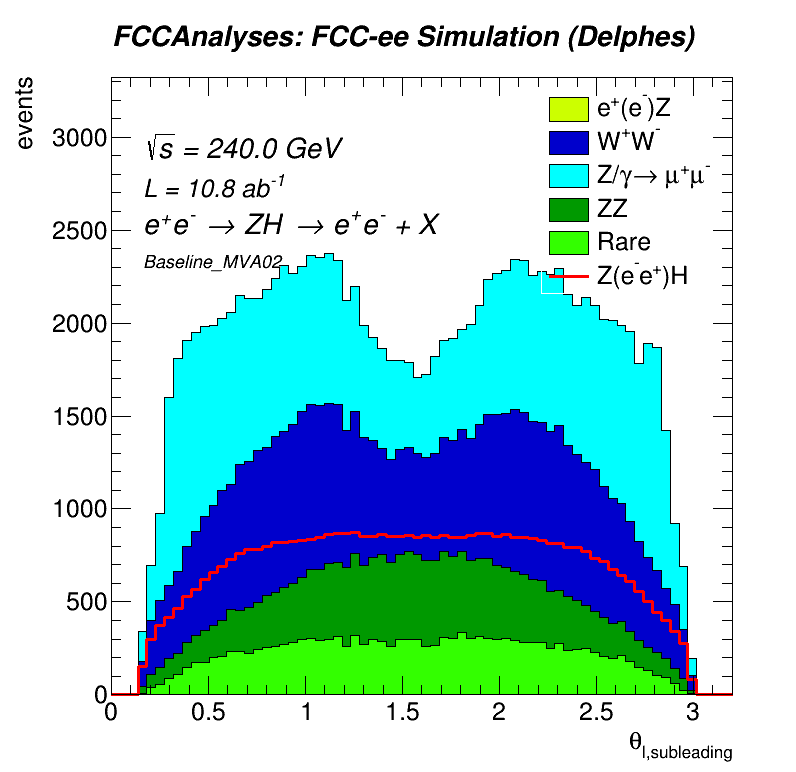 FCCAnalyses: FCC-ee Simulation (Delphes)
events
√s = 240.0 GeV
L = 10.8 ab⁻¹
e⁺e⁻ → ZH → e⁺e⁻ + X
Baseline_MVA02
e⁺(e⁻)Z
W⁺W⁻
Z/γ→ μ⁺μ⁻
ZZ
Rare
Z(e⁻e⁺)H
3000
2500
2000
1500
1000
500
0
0 0.5 1 1.5 2 2.5 3
θl,subleading